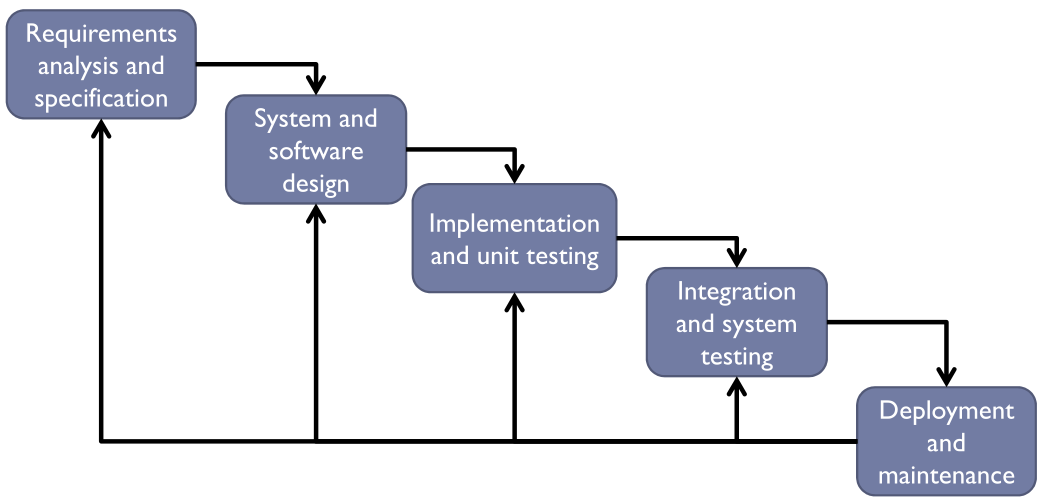 Requirements
analysis and
specification
System and
software
design
Implementation
and unit testing
Integration
and system
testing
Deployment
and
maintenance